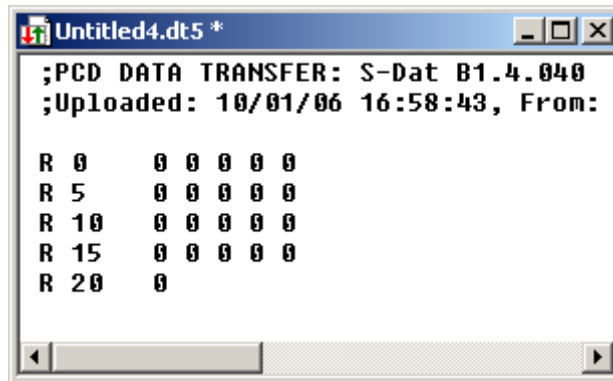 Untitled4.dt5 *
;PCD DATA TRANSFER: S-Dat B1.4.040
;Uploaded: 10/01/06 16:58:43, From:
R 0 0 0 0 0 0
R 5 0 0 0 0 0
R 10 0 0 0 0 0
R 15 0 0 0 0 0
R 20 0